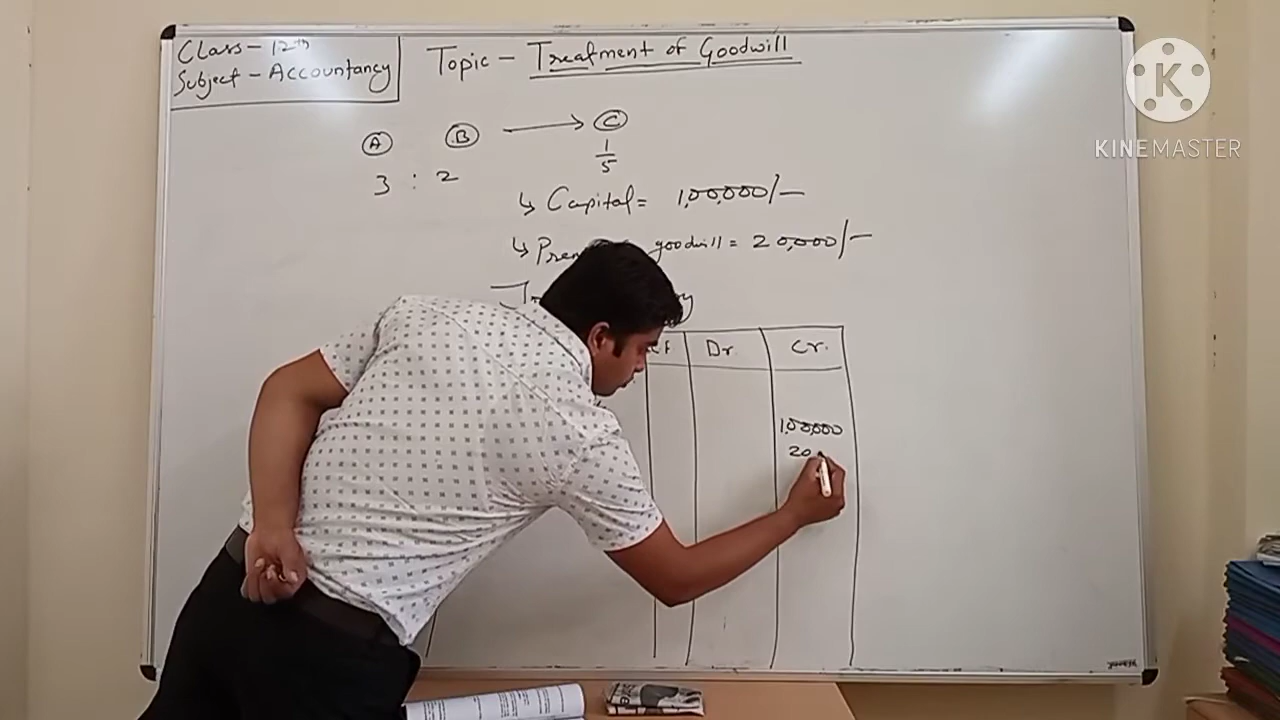 Class - 12th
Subject - Accountancy
Topic - Treatment of Goodwill
A B → C
3 : 2
1/5
↳ Capital = 1,00,000/-
↳ goodwill = 20,000/-
Dr. Cr.
1,00,000
20
K
KINEMASTER